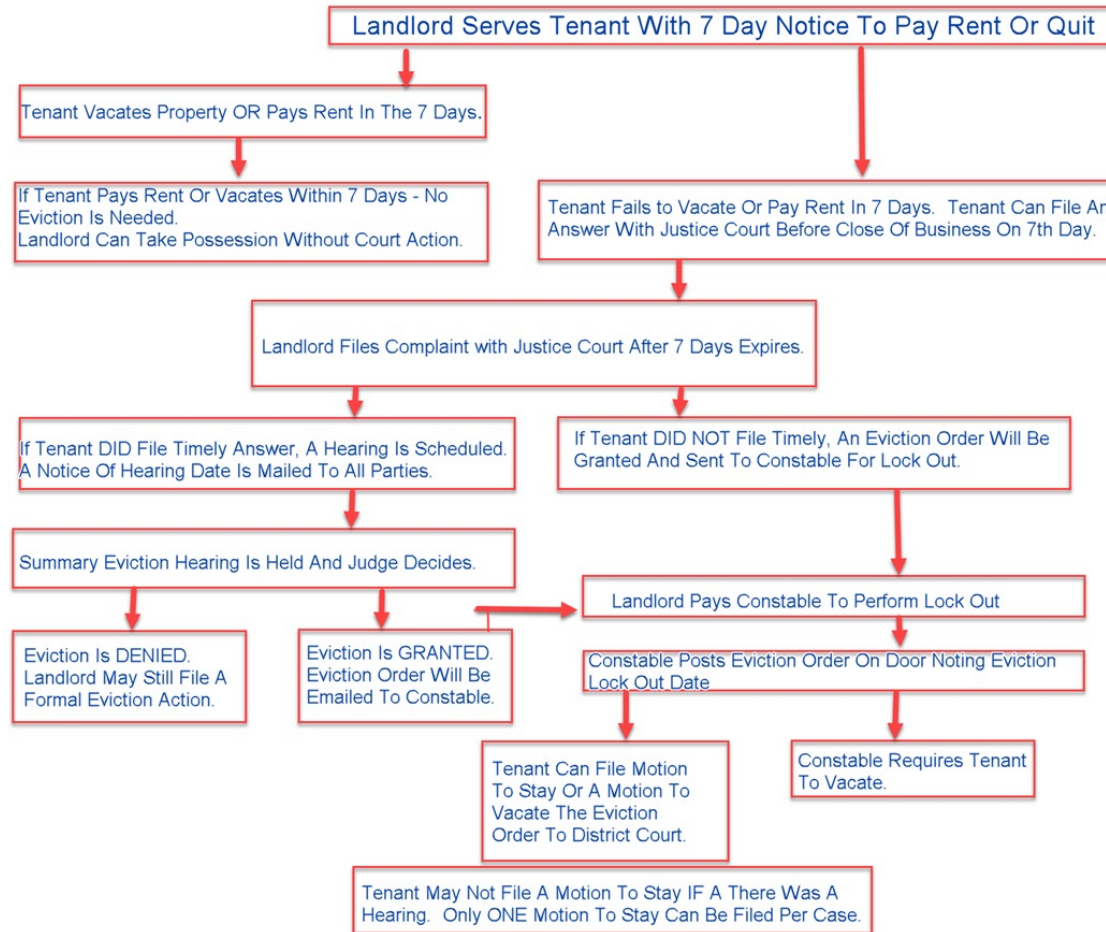 Landlord Serves Tenant With 7 Day Notice To Pay Rent Or Quit
Tenant Vacates Property OR Pays Rent In The 7 Days.
If Tenant Pays Rent Or Vacates Within 7 Days - No
Eviction Is Needed.
Landlord Can Take Possession Without Court Action.
Tenant Fails to Vacate Or Pay Rent In 7 Days. Tenant Can File An
Answer With Justice Court Before Close Of Business On 7th Day.
Landlord Files Complaint with Justice Court After 7 Days Expires.
If Tenant DID File Timely Answer, A Hearing Is Scheduled.
A Notice Of Hearing Date Is Mailed To All Parties.
If Tenant DID NOT File Timely, An Eviction Order Will Be
Granted And Sent To Constable For Lock Out.
Summary Eviction Hearing Is Held And Judge Decides.
Landlord Pays Constable To Perform Lock Out
Eviction Is DENIED.
Landlord May Still File A
Formal Eviction Action.
Eviction Is GRANTED.
Eviction Order Will Be
Emailed To Constable.
Constable Posts Eviction Order On Door Noting Eviction
Lock Out Date
Tenant Can File Motion
To Stay Or A Motion To
Vacate The Eviction
Order To District Court.
Constable Requires Tenant
To Vacate.
Tenant May Not File A Motion To Stay IF A There Was A
Hearing. Only ONE Motion To Stay Can Be Filed Per Case.